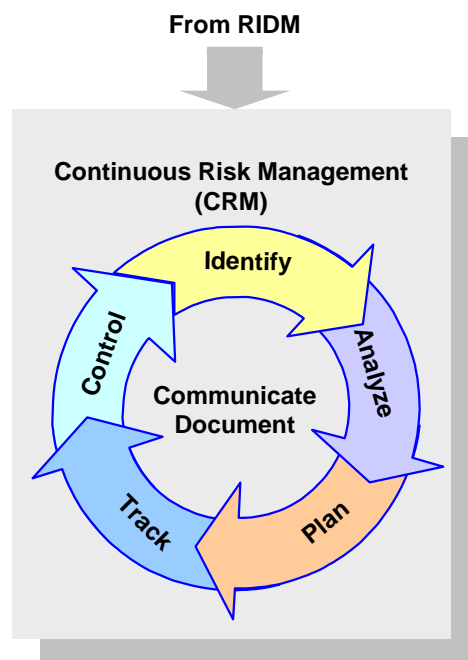 From RIDM
Continuous Risk Management
(CRM)
Identify
Analyze
Plan
Track
Control
Communicate
Document